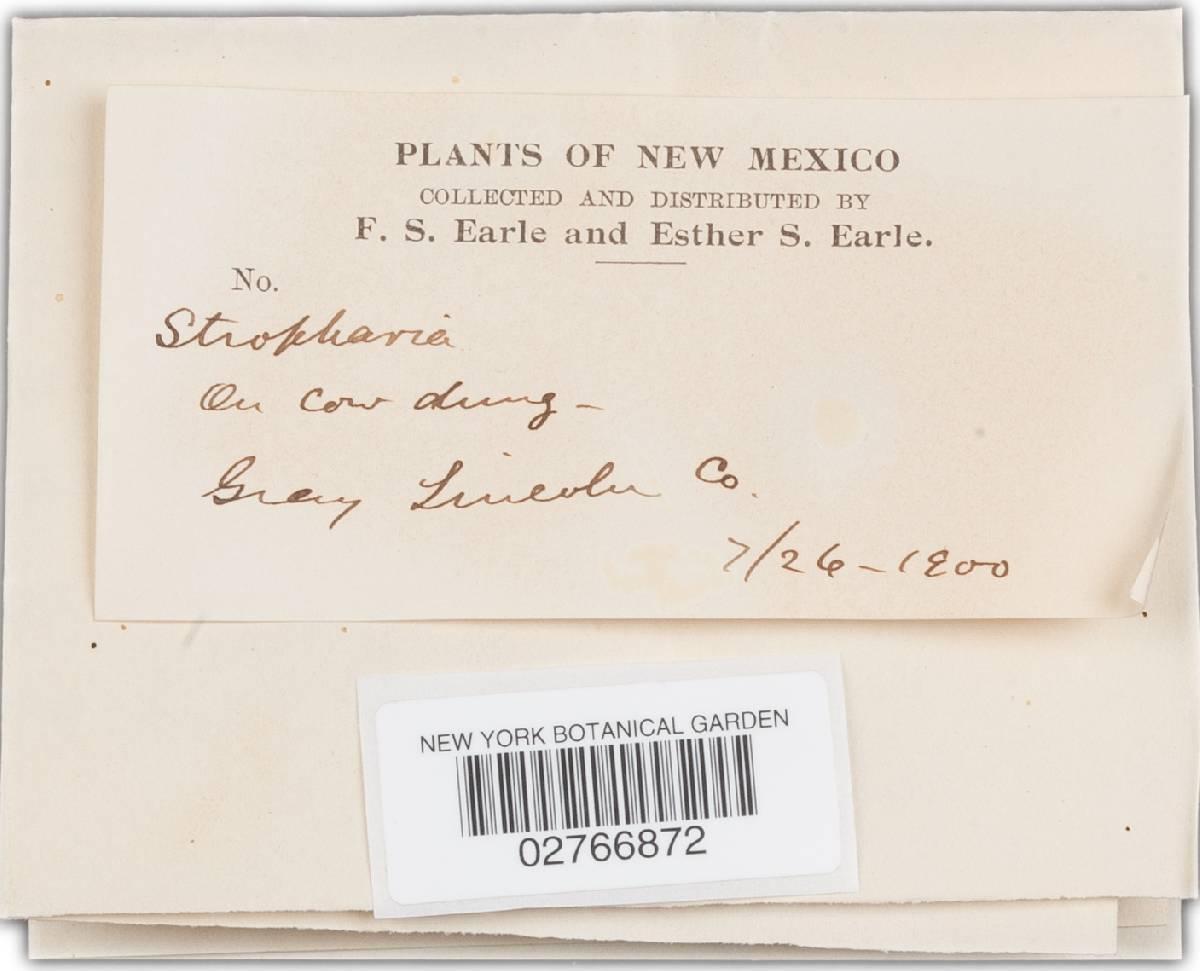 PLANTS OF NEW MEXICO
COLLECTED AND DISTRIBUTED BY
F. S. Earle and Esther S. Earle.
No.
Stropharia
On cow dung –
Gray Lincoln Co.
7/26–1900
NEW YORK BOTANICAL GARDEN
02766872